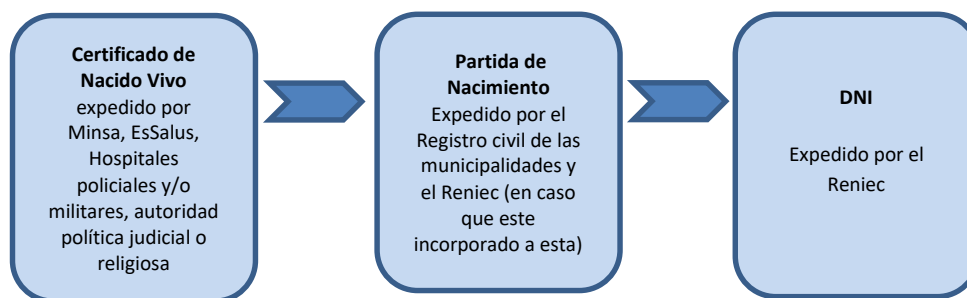 Certificado de
Nacido Vivo
expedido por
Minsa, EsSalus,
Hospitales
policiales y/o
militares, autoridad
política judicial o
religiosa
Partida de
Nacimiento
Expedido por el
Registro civil de las
municipalidades y
el Reniec (en caso
que este
incorporado a esta)
DNI
Expedido por el
Reniec